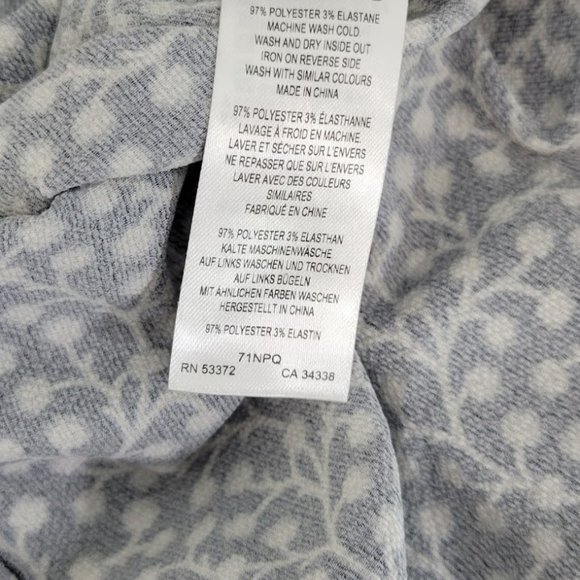 97% POLYESTER 3% ELASTANE
MACHINE WASH COLD
WASH AND DRY INSIDE OUT
IRON ON REVERSE SIDE
WASH WITH SIMILAR COLOURS
MADE IN CHINA
97% POLYESTER 3% ÉLASTHANNE
LAVAGE À FROID EN MACHINE.
LAVER ET SÉCHER SUR L'ENVERS
NE REPASSER QUE SUR L'ENVERS
LAVER AVEC DES COULEURS
SIMILAIRES
FABRIQUÉ EN CHINE
97% POLYESTER 3% ELASTHAN
KALTE MASCHINENWÄSCHE
AUF LINKS WASCHEN UND TROCKNEN
AUF LINKS BÜGELN
MIT ÄHNLICHEN FARBEN WASCHEN
HERGESTELLT IN CHINA
97% POLYESTER 3% ELASTIN
71NPQ
RN 53372 CA 34338